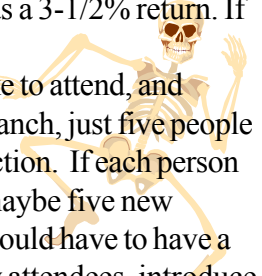 s a 3-1/2% return. If
e to attend, and
anch, just five people
ction.  If each person
naybe five new
ould have to have a
attendees, introduce